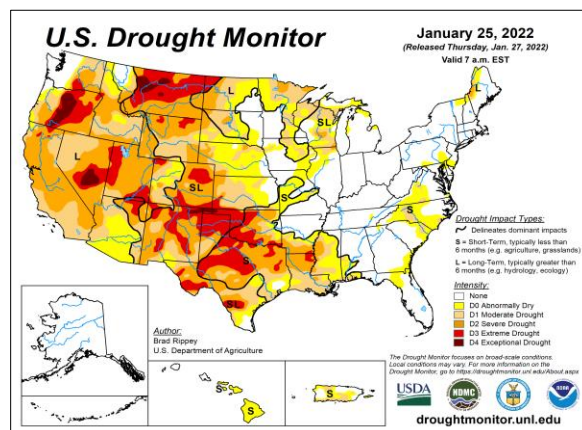 U.S. Drought Monitor
January 25, 2022
(Released Thursday, Jan. 27, 2022)
Valid 7 a.m. EST
L
L
SL
L
L
SL
S
S
S
SL
S
S
S
Drought Impact Types:
Delineates dominant impacts
S = Short-Term, typically less than
6 months (e.g. agriculture, grasslands)
L = Long-Term, typically greater than
6 months (e.g. hydrology, ecology)
Intensity:
None
D0 Abnormally Dry
D1 Moderate Drought
D2 Severe Drought
D3 Extreme Drought
D4 Exceptional Drought
Author:
Brad Rippey
U.S. Department of Agriculture
The Drought Monitor focuses on broad-scale conditions.
Local conditions may vary. For more information on the
Drought Monitor, go to https://droughtmonitor.unl.edu/About.aspx
USDA
NDMC
NOAA
droughtmonitor.unl.edu